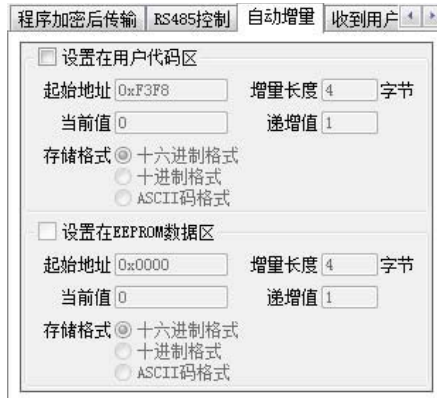 程序加密后传输 RS485控制 自动增量 收到用户
设置在用户代码区
起始地址 0xF3F8 增量长度 4 字节
当前值 0 递增值 1
存储格式 十六进制格式
十进制格式
ASCII码格式
设置在EEPROM数据区
起始地址 0x0000 增量长度 4 字节
当前值 0 递增值 1
存储格式 十六进制格式
十进制格式
ASCII码格式